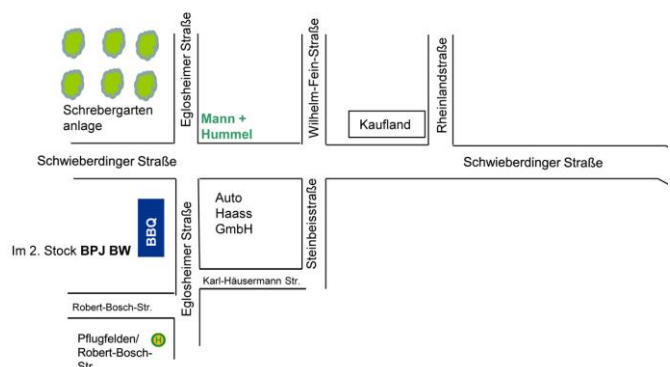 Eglosheimer Straße
Wilhelm-Fein-Straße
Rheinlandstraße
Schrebergarten
anlage
Mann +
Hummel
Kaufland
Schwieberdinger Straße
Schwieberdinger Straße
BBQ
Im 2. Stock BPJ BW
Eglosheimer Straße
Auto
Haass
GmbH
Steinbeisstraße
Karl-Häusermann Str.
Robert-Bosch-Str.
Pflugfelden/
Robert-Bosch-
Str.
H